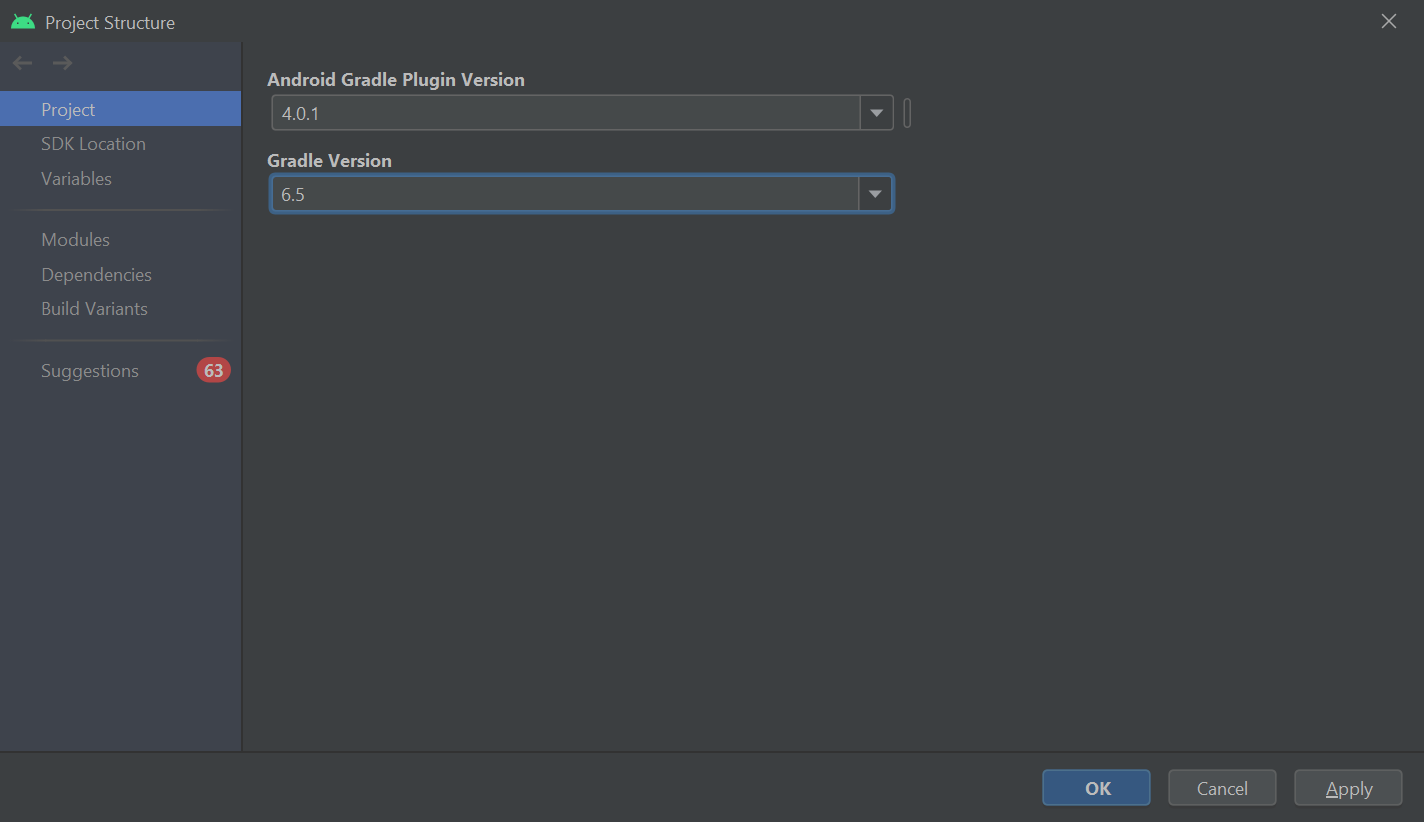 Project Structure
Project
SDK Location
Variables
Modules
Dependencies
Build Variants
Suggestions 63
Android Gradle Plugin Version
4.0.1
Gradle Version
6.5
OK Cancel Apply